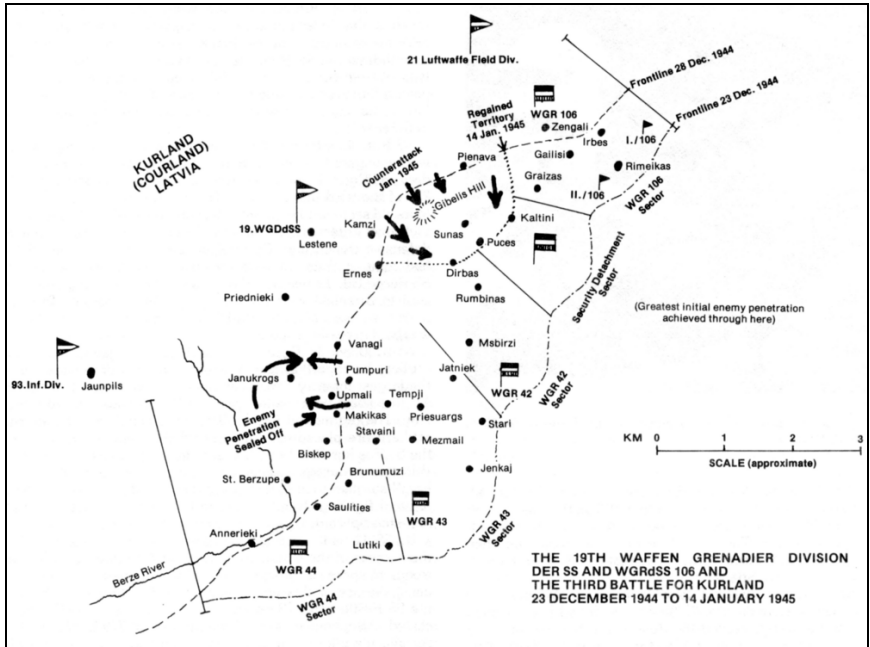 21 Luftwaffe Field Div.
Frontline 28 Dec. 1944
Frontline 23 Dec. 1944
Regained
Territory
14 Jan. 1945
WGR 106
Zengali
Irbes
I./106
Gailisi
Rimeikas
Graizas
II./106
WGR 106
Sector
KURLAND
(COURLAND)
LATVIA
Counterattack
Jan. 1945
Pienava
Gibelis Hill
19.WGDdSS
Lestene
Kamzi
Sunas
Kaltini
Puces
Ernes
Dirbas
Rumbinas
Security Detachment
Sector
Priednieki
(Greatest initial enemy penetration
achieved through here)
Vanagi
Msbirzi
93.Inf.Div.
Jaunpils
Janukrogs
Pumpuri
Jatniek
WGR 42
WGR 42
Sector
Upmali
Tempji
Enemy
Penetration
Sealed Off
Makikas
Priesuargs
Stari
Stavaini
Mezmail
Biskep
KM
0
1
2
3
SCALE (approximate)
St. Berzupe
Brunumuzi
Jenkaj
WGR 43
WGR 43
Sector
Saulities
Annerieki
Lutiki
WGR 44
Berze River
WGR 44
Sector
THE 19TH WAFFEN GRENADIER DIVISION
DER SS AND WGRdSS 106 AND
THE THIRD BATTLE FOR KURLAND
23 DECEMBER 1944 TO 14 JANUARY 1945